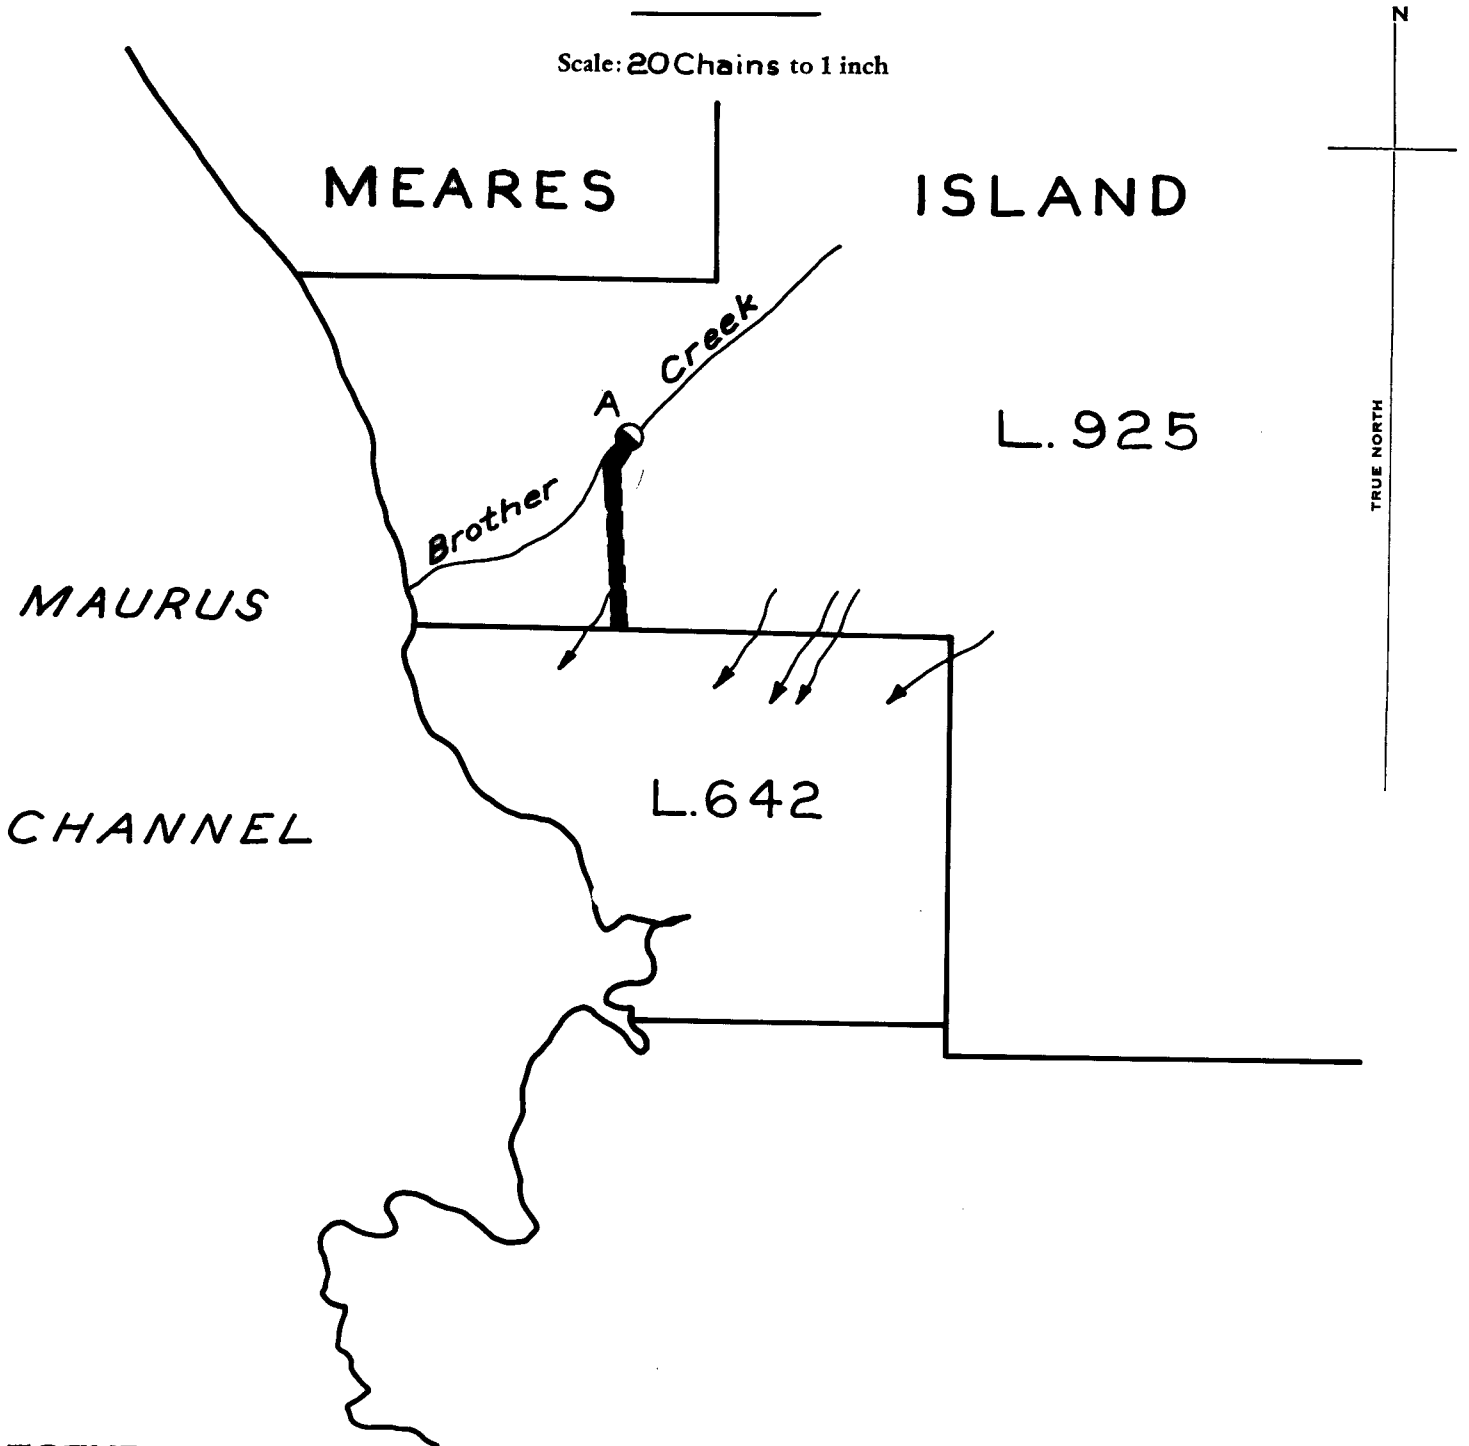 N
Scale: 20 Chains to 1 inch
MEARES ISLAND
Creek
A
L. 925
TRUE NORTH
Brother
MAURUS
L.642
CHANNEL